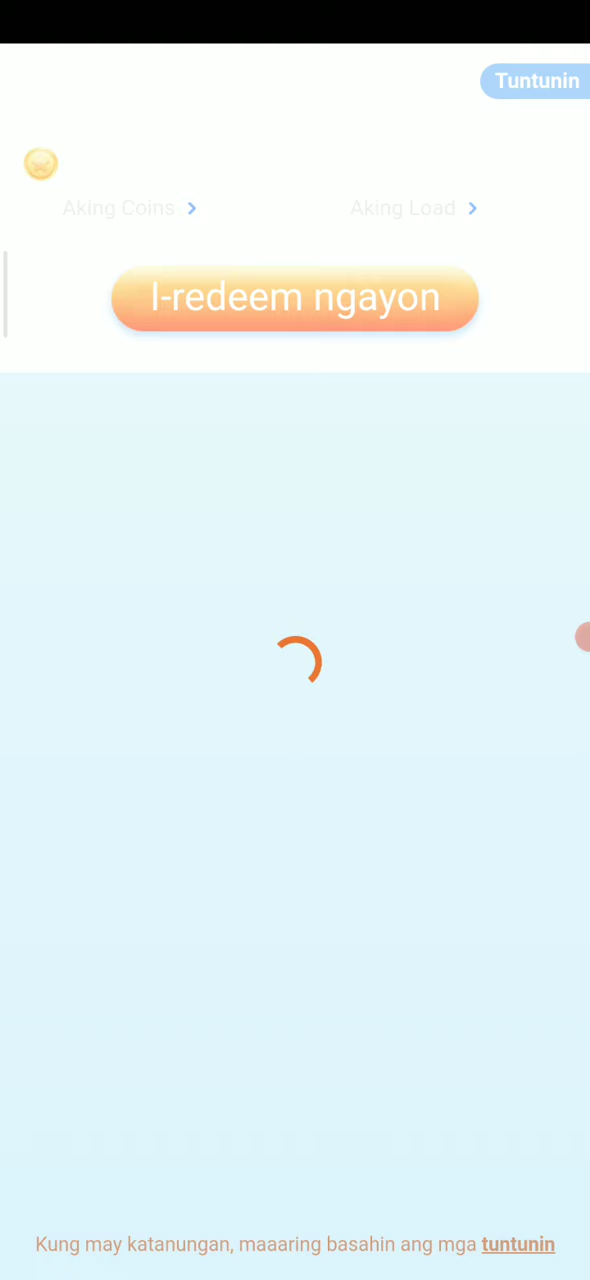 Tuntunin
Aking Coins
Aking Load
I-redeem ngayon
Kung may katanungan, maaaring basahin ang mga tuntunin